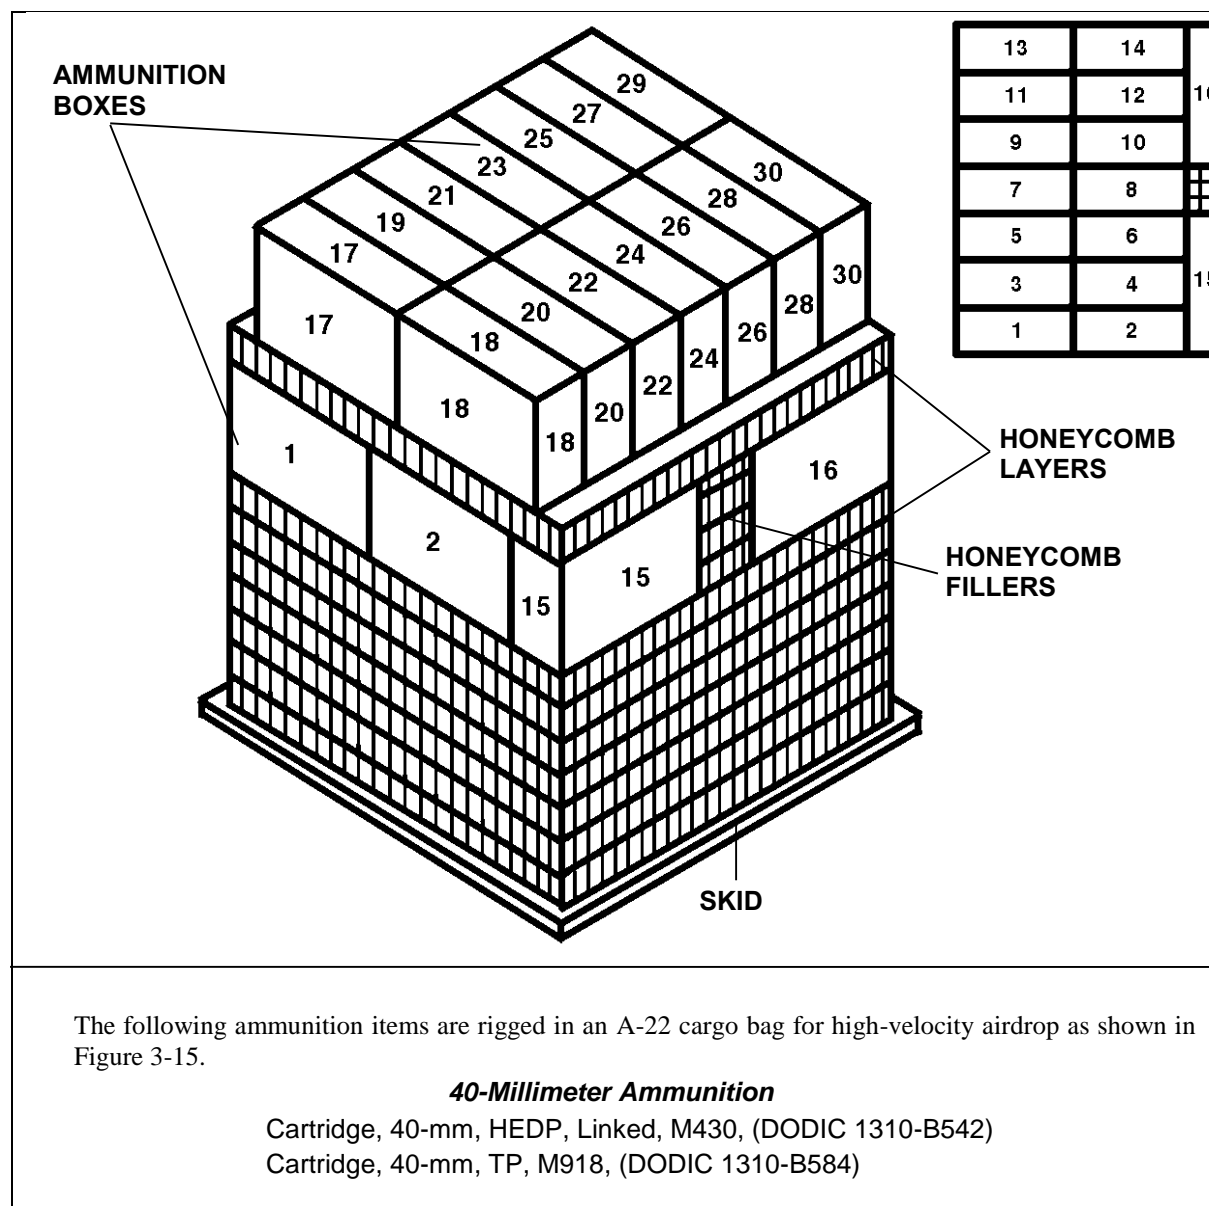 AMMUNITION
BOXES
29
27
25
23
21
19
17
30
28
26
24
22
20
18
17
18
18
20
22
24
26
28
30
1
2
15
15
16
13 14
11 12
9 10
7 8
5 6
3 4
1 2
HONEYCOMB
LAYERS
HONEYCOMB
FILLERS
SKID
The following ammunition items are rigged in an A-22 cargo bag for high-velocity airdrop as shown in
Figure 3-15.
40-Millimeter Ammunition
Cartridge, 40-mm, HEDP, Linked, M430, (DODIC 1310-B542)
Cartridge, 40-mm, TP, M918, (DODIC 1310-B584)